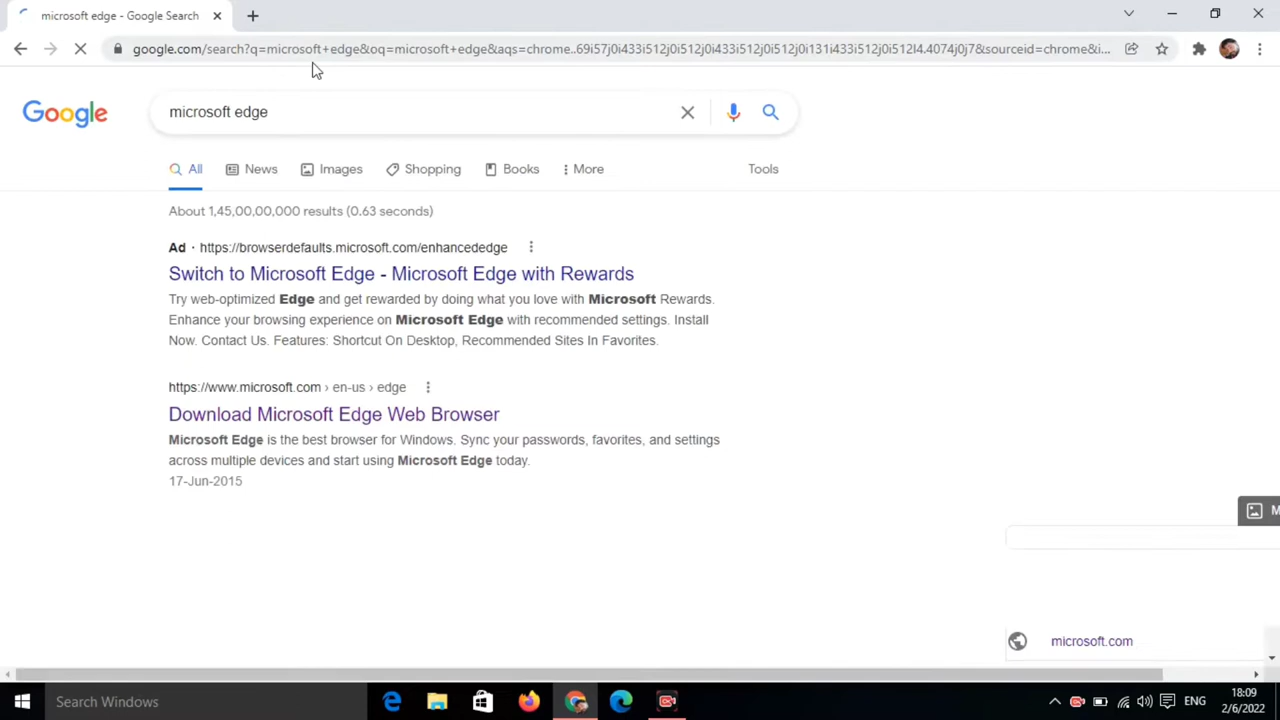 microsoft edge - Google Search
google.com/search?q=microsoft+edge&oq=microsoft+edge&aqs=chrome..69i57j0i433i512j0i512j0i433i512j0i512j0i131i433i512j0i512l4.4074j0j7&sourceid=chrome&i...
Google
microsoft edge
All
News
Images
Shopping
Books
More
Tools
About 1,45,00,00,000 results (0.63 seconds)
Ad · https://browserdefaults.microsoft.com/enhancededge
Switch to Microsoft Edge - Microsoft Edge with Rewards
Try web-optimized Edge and get rewarded by doing what you love with Microsoft Rewards.
Enhance your browsing experience on Microsoft Edge with recommended settings. Install
Now. Contact Us. Features: Shortcut On Desktop, Recommended Sites In Favorites.
https://www.microsoft.com › en-us › edge
Download Microsoft Edge Web Browser
Microsoft Edge is the best browser for Windows. Sync your passwords, favorites, and settings
across multiple devices and start using Microsoft Edge today.
17-Jun-2015
M
microsoft.com
Search Windows
ENG
18:09
2/6/2022